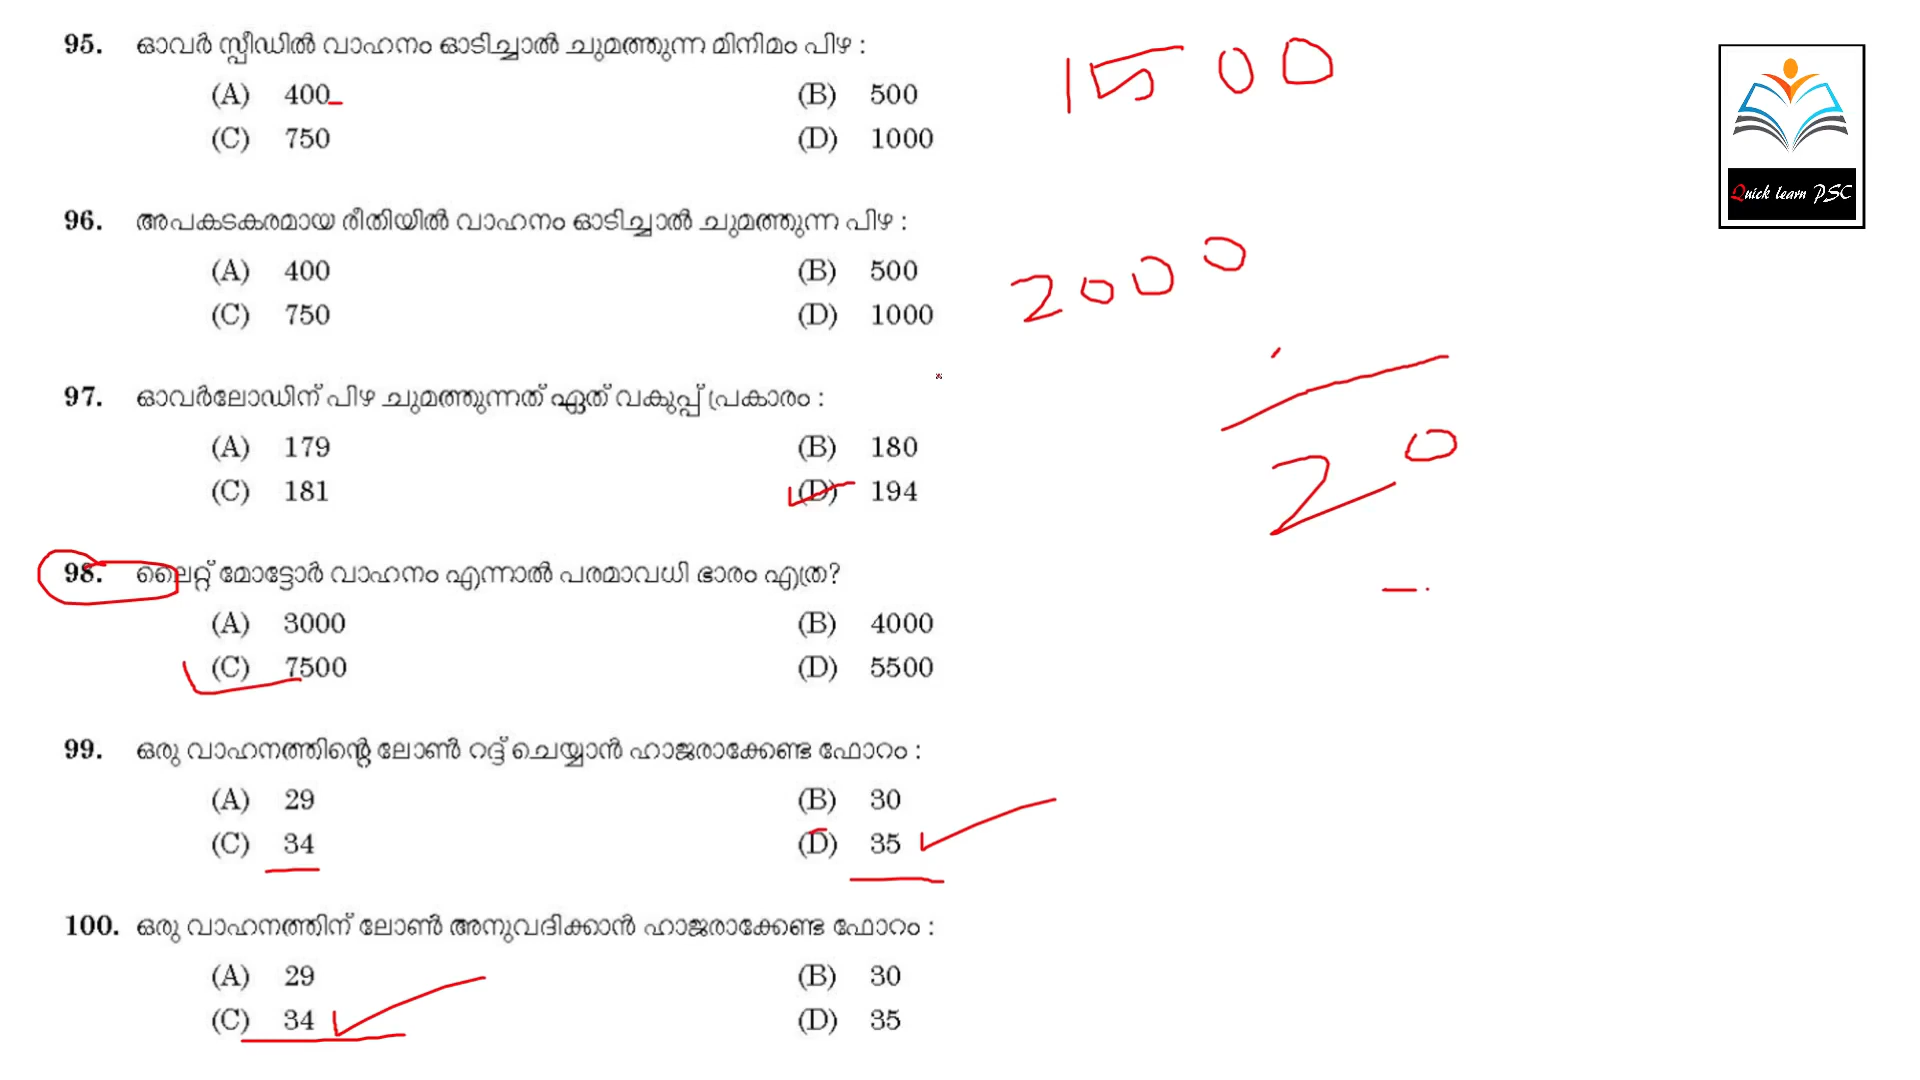 95. ഓവർ സ്പീഡിൽ വാഹനം ഓടിച്ചാൽ ചുമത്തുന്ന മിനിമം പിഴ :
(A) 400 (B) 500
(C) 750 (D) 1000
1500
Quick learn PSC
96. അപകടകരമായ രീതിയിൽ വാഹനം ഓടിച്ചാൽ ചുമത്തുന്ന പിഴ :
(A) 400 (B) 500
(C) 750 (D) 1000
2000
97. ഓവർലോഡിന് പിഴ ചുമത്തുന്നത് ഏത് വകുപ്പ് പ്രകാരം :
(A) 179 (B) 180
(C) 181 (D) 194
20
98. ലൈറ്റ് മോട്ടോർ വാഹനം എന്നാൽ പരമാവധി ഭാരം എത്ര?
(A) 3000 (B) 4000
(C) 7500 (D) 5500
99. ഒരു വാഹനത്തിന്റെ ലോൺ റദ്ദ് ചെയ്യാൻ ഹാജരാക്കേണ്ട ഫോറം :
(A) 29 (B) 30
(C) 34 (D) 35
100. ഒരു വാഹനത്തിന് ലോൺ അനുവദിക്കാൻ ഹാജരാക്കേണ്ട ഫോറം :
(A) 29 (B) 30
(C) 34 (D) 35